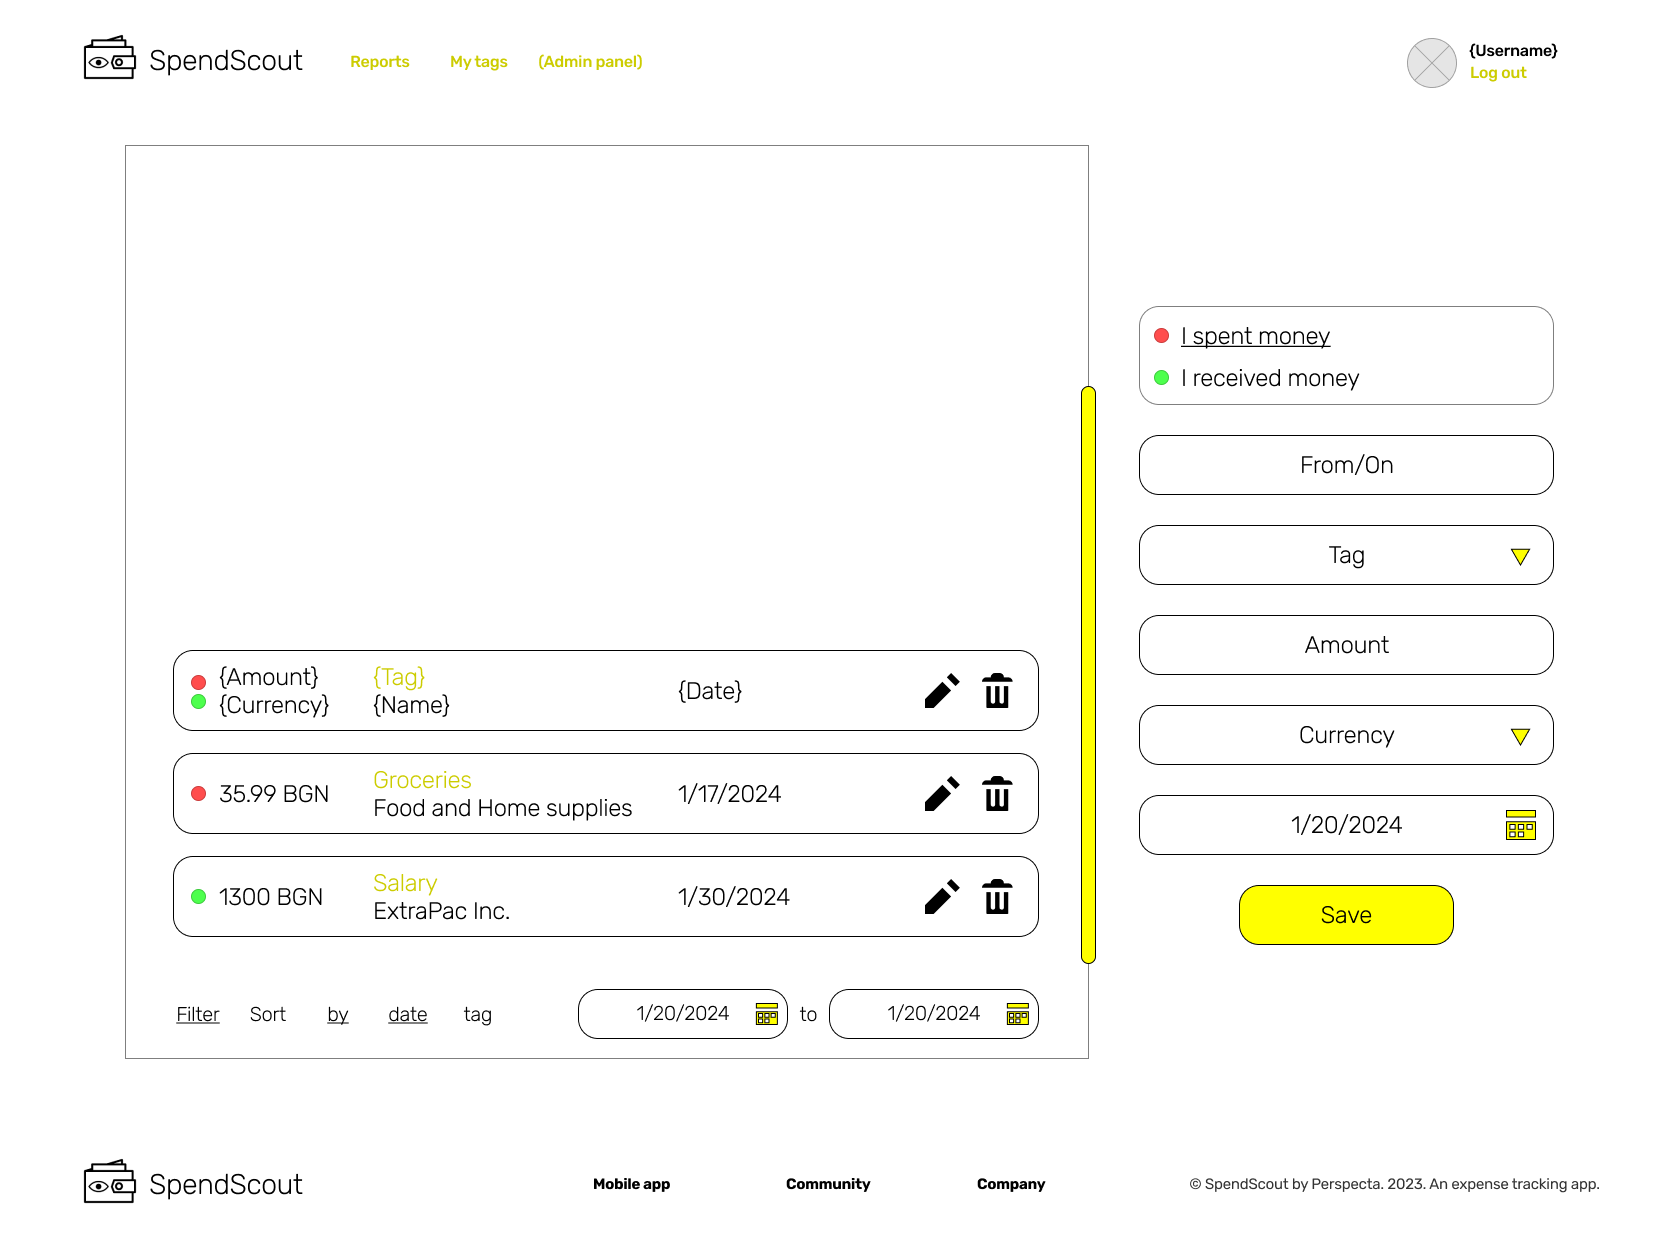 SpendScout
Reports
My tags
(Admin panel)
{Username}
Log out
{Amount}
{Currency}
{Tag}
{Name}
{Date}
35.99 BGN
Groceries
Food and Home supplies
1/17/2024
1300 BGN
Salary
ExtraPac Inc.
1/30/2024
Filter
Sort
by
date
tag
1/20/2024
to
1/20/2024
I spent money
I received money
From/On
Tag
Amount
Currency
1/20/2024
Save
SpendScout
Mobile app
Community
Company
© SpendScout by Perspecta. 2023. An expense tracking app.